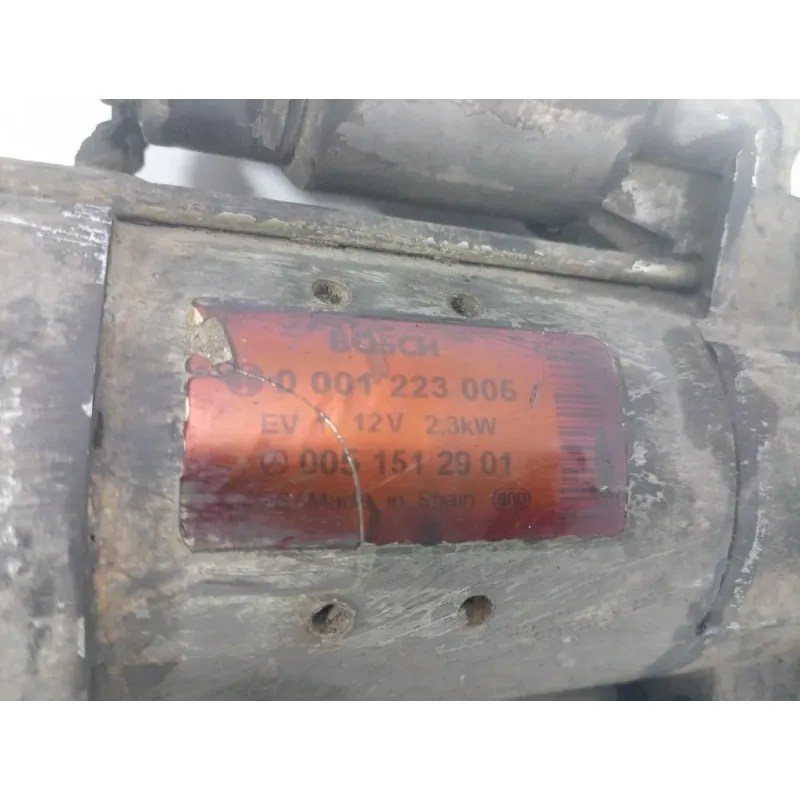 BOSCH
0 001 223 005
EV 12V 2.3kW
005 151 29 01
Made in Spain